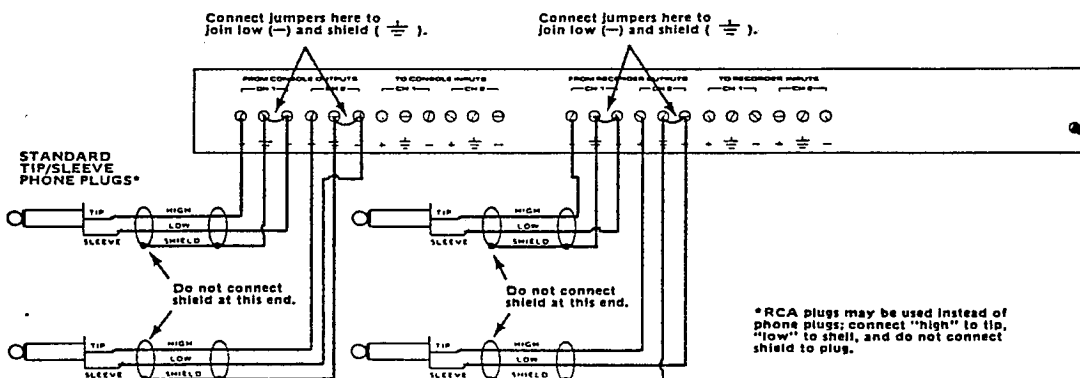 Connect jumpers here to
join low (—) and shield ( ⏚ ).
Connect jumpers here to
join low (—) and shield ( ⏚ ).
FROM CONSOLE OUTPUTS
CH 1 CH 2
TO CONSOLE INPUTS
CH 1 CH 2
FROM RECORDER OUTPUTS
CH 1 CH 2
TO RECORDER INPUTS
CH 1 CH 2
+ ⏚ − + ⏚ −
+ ⏚ − + ⏚ −
STANDARD
TIP/SLEEVE
PHONE PLUGS*
TIP HIGH
LOW
SLEEVE SHIELD
TIP HIGH
LOW
SLEEVE SHIELD
Do not connect
shield at this end.
Do not connect
shield at this end.
*RCA plugs may be used instead of
phone plugs; connect "high" to tip,
"low" to shell, and do not connect
shield to plug.
TIP HIGH
LOW
SLEEVE SHIELD
TIP HIGH
LOW
SLEEVE SHIELD